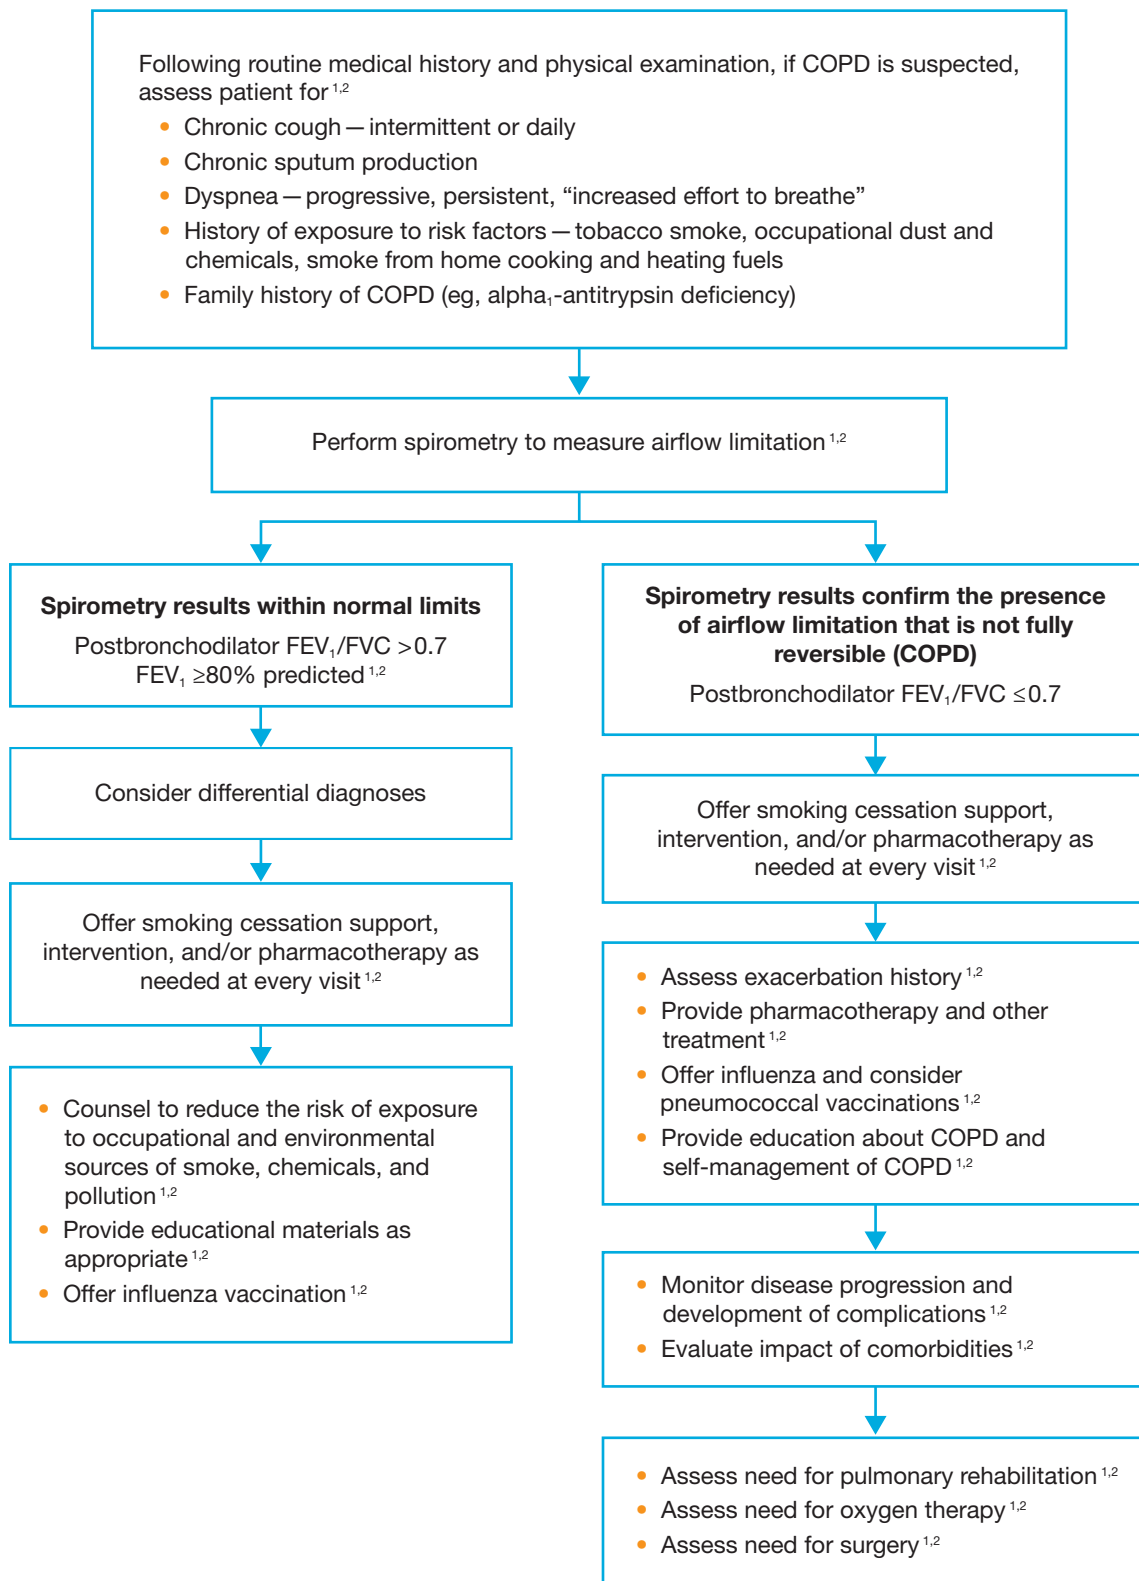 Following routine medical history and physical examination, if COPD is suspected,
assess patient for 1,2
• Chronic cough — intermittent or daily
• Chronic sputum production
• Dyspnea — progressive, persistent, “increased effort to breathe”
• History of exposure to risk factors — tobacco smoke, occupational dust and
chemicals, smoke from home cooking and heating fuels
• Family history of COPD (eg, alpha₁-antitrypsin deficiency)
Perform spirometry to measure airflow limitation 1,2
Spirometry results within normal limits
Postbronchodilator FEV₁/FVC >0.7
FEV₁ ≥80% predicted 1,2
Consider differential diagnoses
Offer smoking cessation support,
intervention, and/or pharmacotherapy as
needed at every visit 1,2
• Counsel to reduce the risk of exposure
to occupational and environmental
sources of smoke, chemicals, and
pollution 1,2
• Provide educational materials as
appropriate 1,2
• Offer influenza vaccination 1,2
Spirometry results confirm the presence
of airflow limitation that is not fully
reversible (COPD)
Postbronchodilator FEV₁/FVC ≤0.7
Offer smoking cessation support,
intervention, and/or pharmacotherapy as
needed at every visit 1,2
• Assess exacerbation history 1,2
• Provide pharmacotherapy and other
treatment 1,2
• Offer influenza and consider
pneumococcal vaccinations 1,2
• Provide education about COPD and
self-management of COPD 1,2
• Monitor disease progression and
development of complications 1,2
• Evaluate impact of comorbidities 1,2
• Assess need for pulmonary rehabilitation 1,2
• Assess need for oxygen therapy 1,2
• Assess need for surgery 1,2